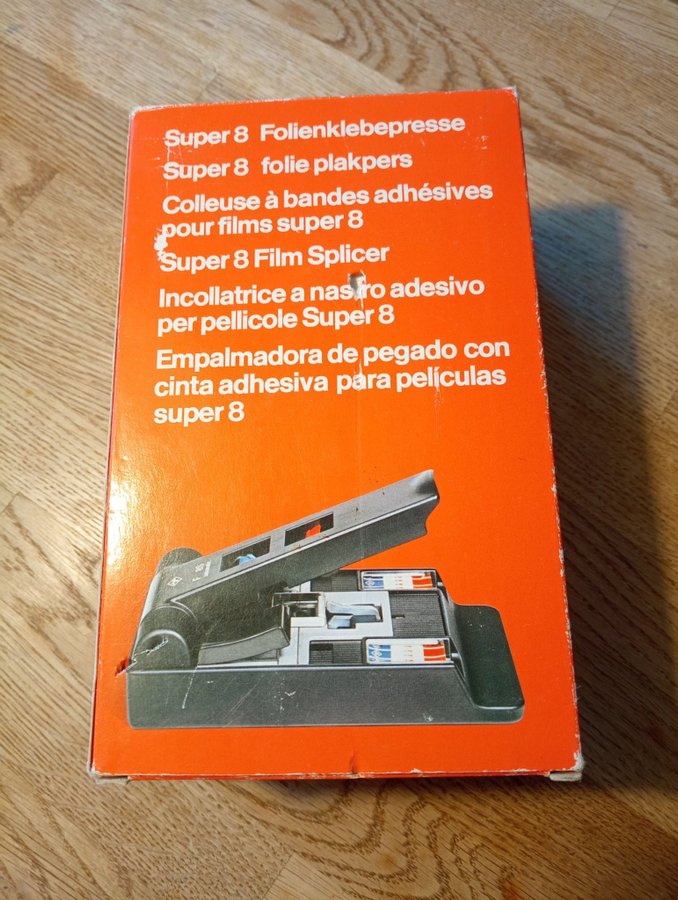 Super 8 Folienklebepresse
Super 8 folie plakpers
Colleuse à bandes adhésives
pour films super 8
Super 8 Film Splicer
Incollatrice a nastro adesivo
per pellicole Super 8
Empalmadora de pegado con
cinta adhesiva para películas
super 8